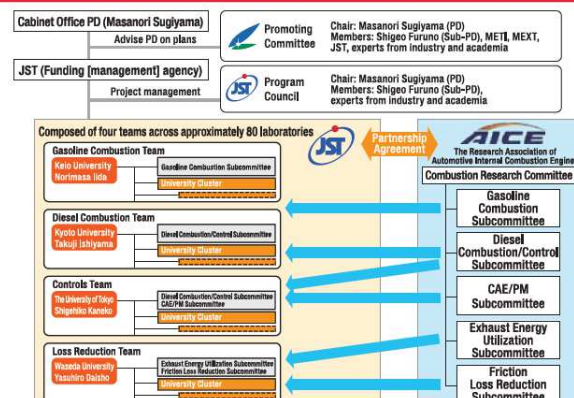 Cabinet Office PD (Masanori Sugiyama)
Advise PD on plans
Promoting
Committee
Chair: Masanori Sugiyama (PD)
Members: Shigeo Furuno (Sub-PD), METI, MEXT,
JST, experts from industry and academia
JST (Funding [management] agency)
Project management
JST
Program
Council
Chair: Masanori Sugiyama (PD)
Members: Shigeo Furuno (Sub-PD),
experts from industry and academia
Composed of four teams across approximately 80 laboratories
JST
Partnership
Agreement
AICE
The Research Association of
Automotive Internal Combustion Engine
Combustion Research Committee
Gasoline Combustion Team
Keio University
Norimasa Iida
Gasoline Combustion Subcommittee
University Cluster
Diesel Combustion Team
Kyoto University
Takuji Ishiyama
Diesel Combustion/Control Subcommittee
University Cluster
Controls Team
The University of Tokyo
Shigehiko Kaneko
Diesel Combustion/Control Subcommittee
CAE/PM Subcommittee
University Cluster
Loss Reduction Team
Waseda University
Yasuhiro Daisho
Exhaust Energy Utilization Subcommittee
Friction Loss Reduction Subcommittee
University Cluster
Gasoline
Combustion
Subcommittee
Diesel
Combustion/Control
Subcommittee
CAE/PM
Subcommittee
Exhaust Energy
Utilization
Subcommittee
Friction
Loss Reduction
Subcommittee